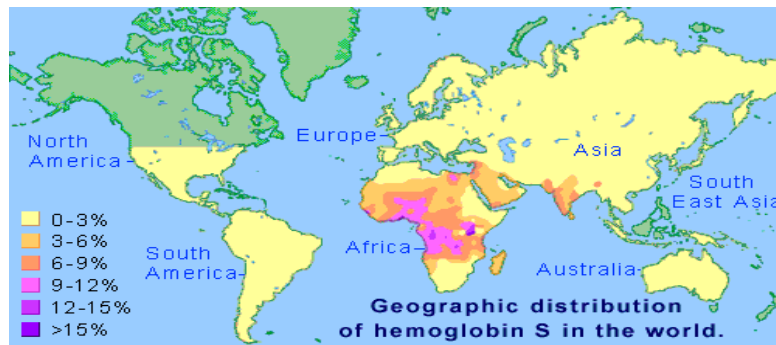 North
America
Europe
Asia
South
East Asia
0-3%
3-6%
6-9%
9-12%
12-15%
>15%
South
America
Africa
Australia
Geographic distribution
of hemoglobin S in the world.